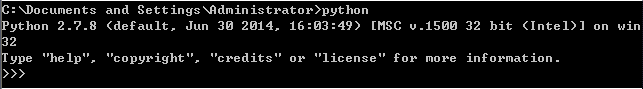 C:\Documents and Settings\Administrator>python
Python 2.7.8 (default, Jun 30 2014, 16:03:49) [MSC v.1500 32 bit (Intel)] on win
32
Type "help", "copyright", "credits" or "license" for more information.
>>>